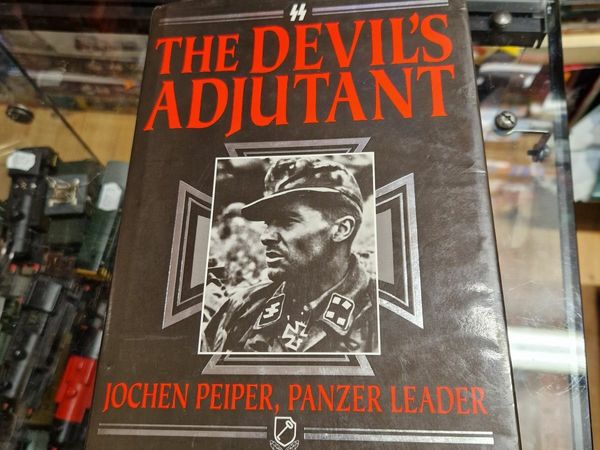 THE DEVIL'S
ADJUTANT
JOCHEN PEIPER, PANZER LEADER